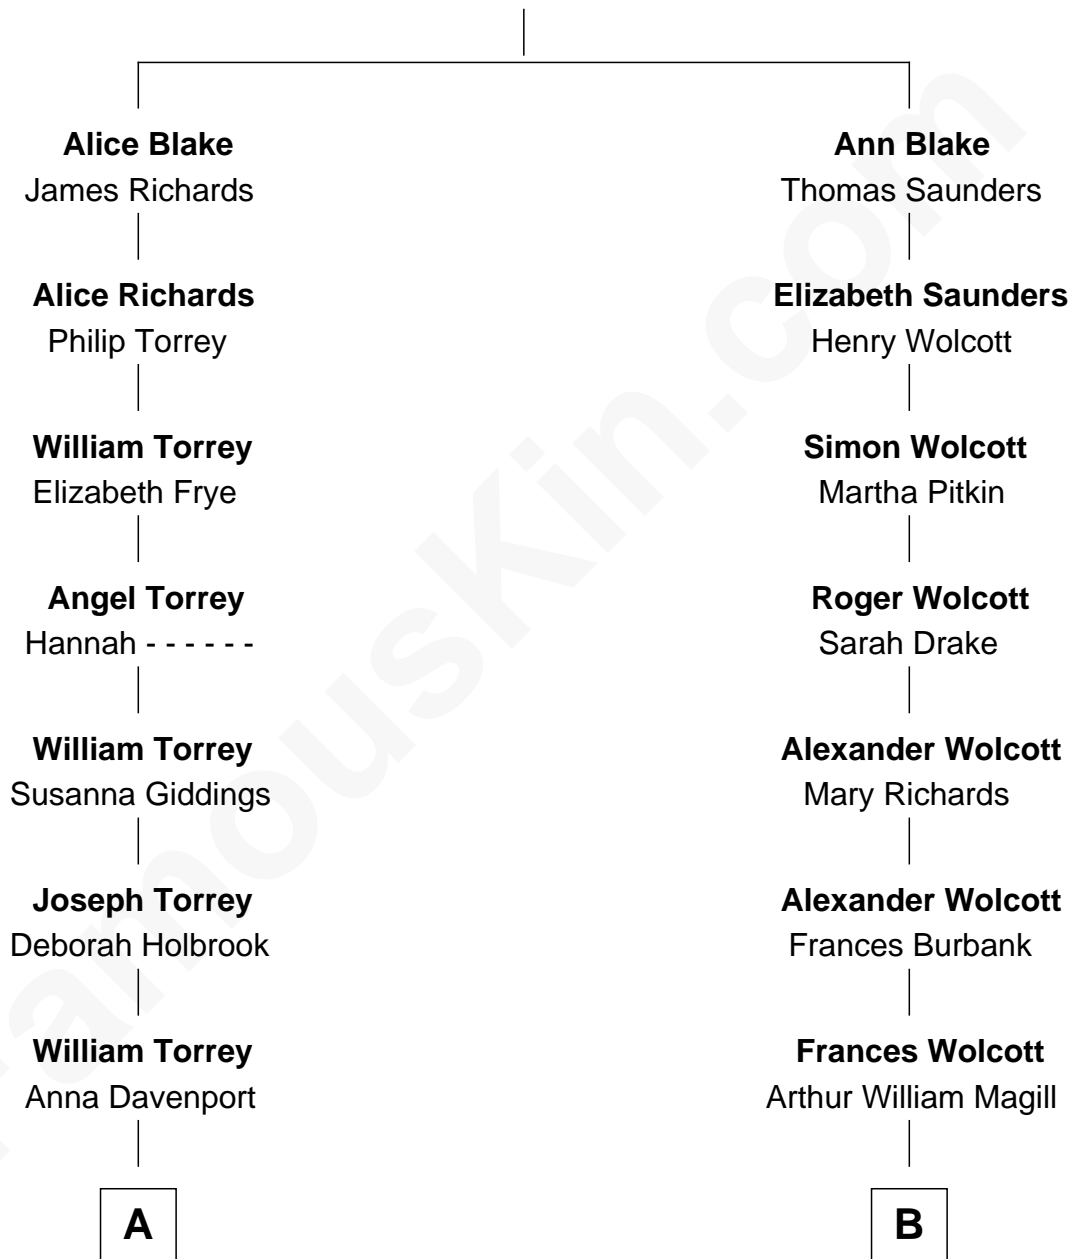 Alice Blake
James Richards
Ann Blake
Thomas Saunders
Alice Richards
Philip Torrey
Elizabeth Saunders
Henry Wolcott
William Torrey
Elizabeth Frye
Simon Wolcott
Martha Pitkin
Angel Torrey
Hannah - - - - - -
Roger Wolcott
Sarah Drake
William Torrey
Susanna Giddings
Alexander Wolcott
Mary Richards
Joseph Torrey
Deborah Holbrook
Alexander Wolcott
Frances Burbank
William Torrey
Anna Davenport
Frances Wolcott
Arthur William Magill
A
B
FamousKin.com